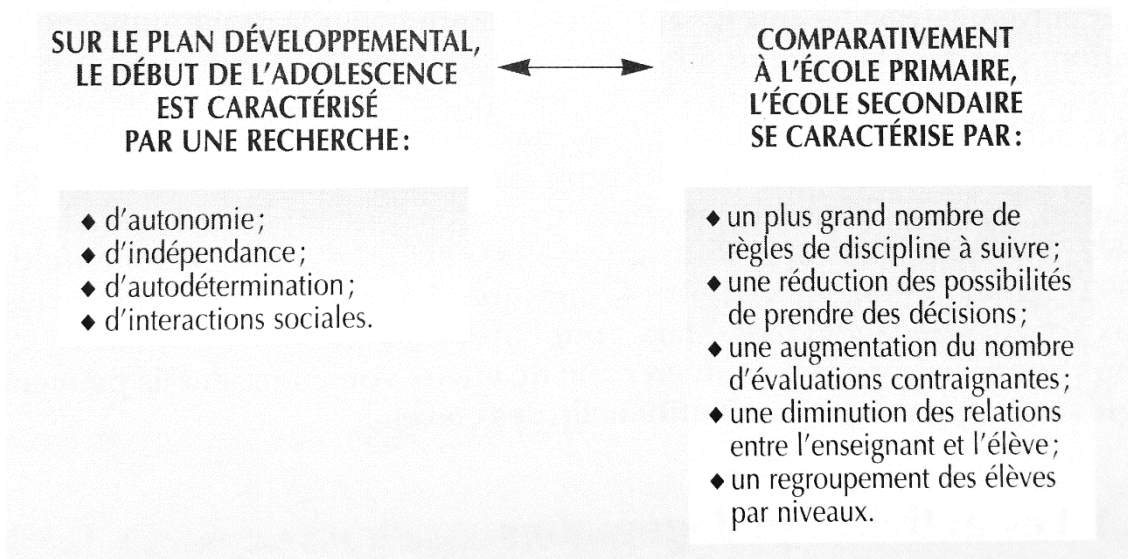 SUR LE PLAN DÉVELOPPEMENTAL,
LE DÉBUT DE L'ADOLESCENCE
EST CARACTÉRISÉ
PAR UNE RECHERCHE:
♦ d'autonomie;
♦ d'indépendance;
♦ d'autodétermination;
♦ d'interactions sociales.
COMPARATIVEMENT
À L'ÉCOLE PRIMAIRE,
L'ÉCOLE SECONDAIRE
SE CARACTÉRISE PAR:
♦ un plus grand nombre de
règles de discipline à suivre;
♦ une réduction des possibilités
de prendre des décisions;
♦ une augmentation du nombre
d'évaluations contraignantes;
♦ une diminution des relations
entre l'enseignant et l'élève;
♦ un regroupement des élèves
par niveaux.